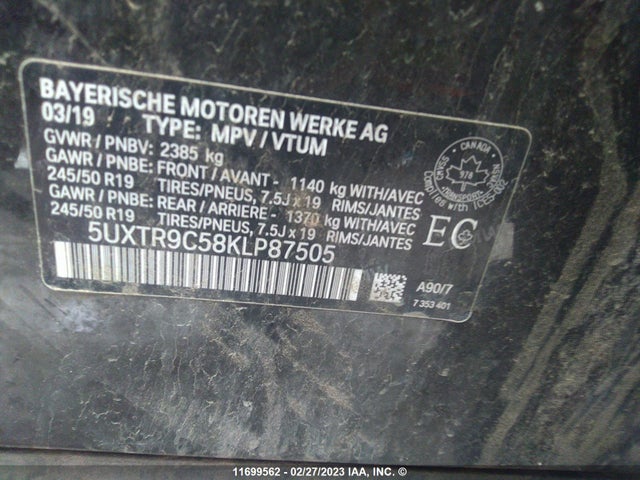 BAYERISCHE MOTOREN WERKE AG
03/19 TYPE: MPV / VTUM
GVWR / PNBV: 2385 kg
GAWR / PNBE: FRONT / AVANT - 1140 kg WITH/AVEC
245/50 R19 TIRES/PNEUS, 7.5J x 19 RIMS/JANTES
GAWR / PNBE: REAR / ARRIERE - 1370 kg WITH/AVEC
245/50 R19 TIRES/PNEUS, 7.5J x 19 RIMS/JANTES
5UXTR9C58KLP87505
CANADA
978
EC
A90/7
7 353 401
11699562 - 02/27/2023 IAA, INC. ©